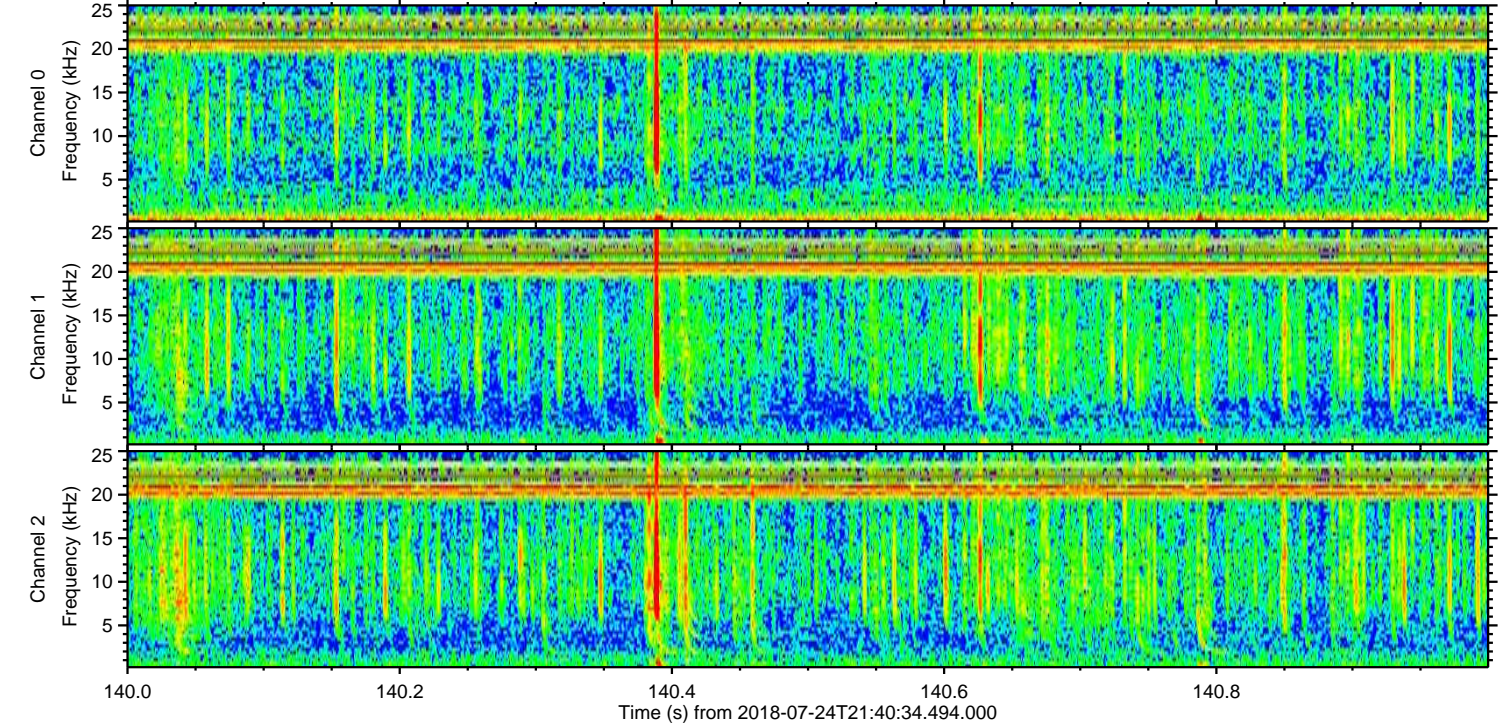 25
20
15
10
5
Channel 0
Frequency (kHz)
25
20
15
10
5
Channel 1
Frequency (kHz)
25
20
15
10
5
Channel 2
Frequency (kHz)
140.0 140.2 140.4 140.6 140.8
Time (s) from 2018-07-24T21:40:34.494.000